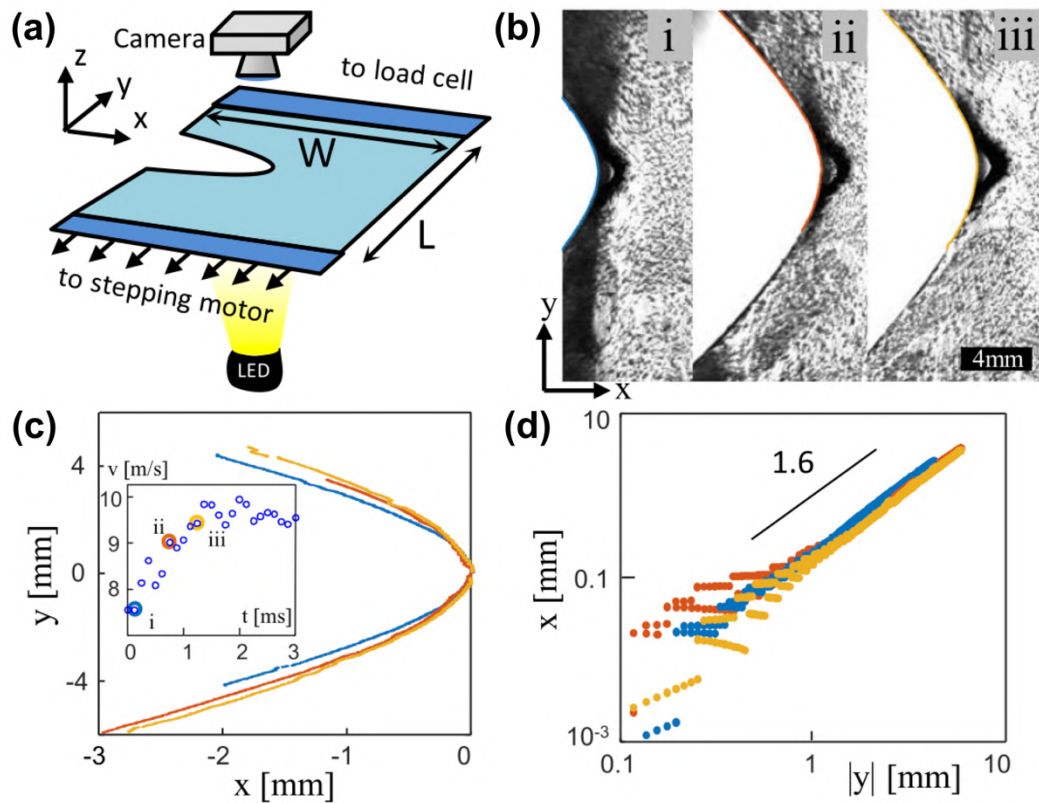 (a)
Camera
z
y
x
to load cell
W
L
to stepping motor
LED
(b)
i
ii
iii
y
x
4mm
(c)
v [m/s]
10
9
8
ii
iii
i
t [ms]
0
1
2
3
4
0
-4
y [mm]
-3
-2
-1
0
x [mm]
(d)
10
0.1
10⁻³
x [mm]
1.6
0.1
1
10
|y| [mm]